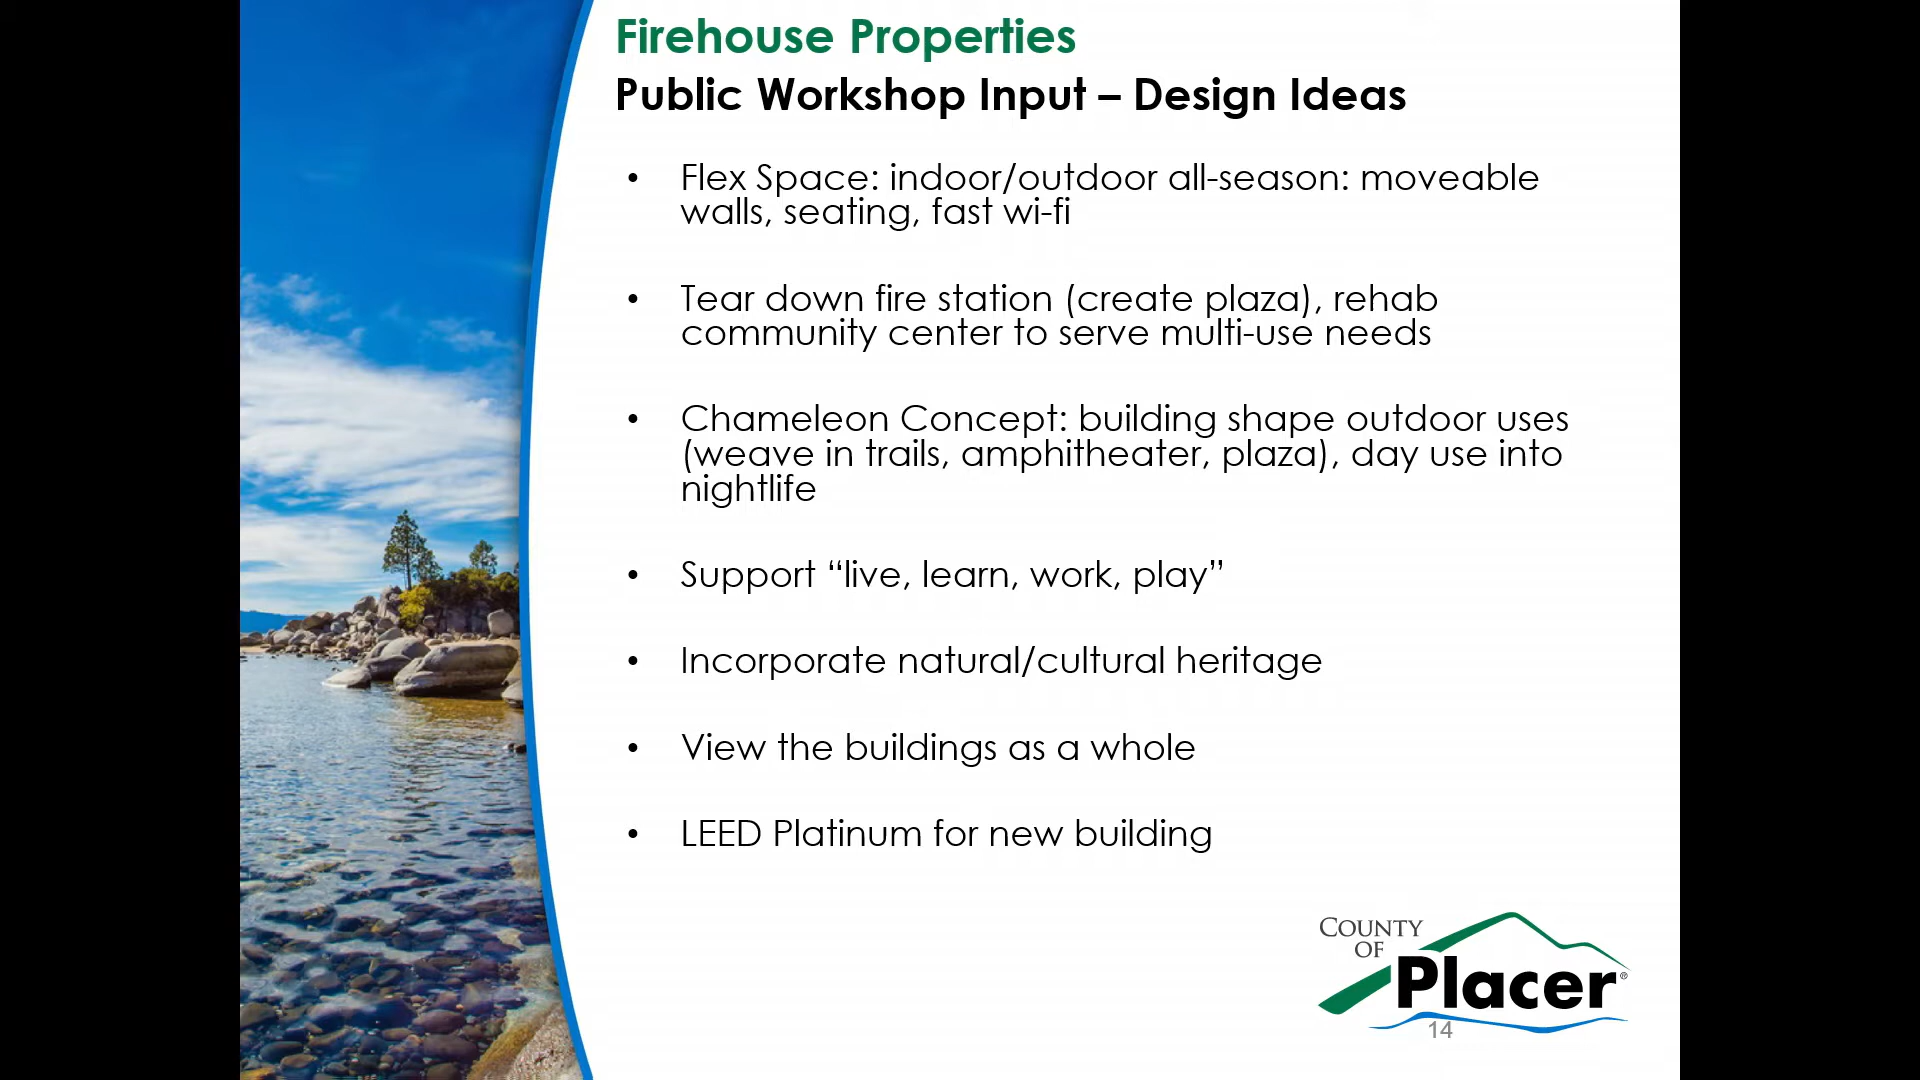 Firehouse Properties
Public Workshop Input – Design Ideas
• Flex Space: indoor/outdoor all-season: moveable
walls, seating, fast wi-fi
• Tear down fire station (create plaza), rehab
community center to serve multi-use needs
• Chameleon Concept: building shape outdoor uses
(weave in trails, amphitheater, plaza), day use into
nightlife
• Support “live, learn, work, play”
• Incorporate natural/cultural heritage
• View the buildings as a whole
• LEED Platinum for new building
COUNTY
OF
Placer®
14